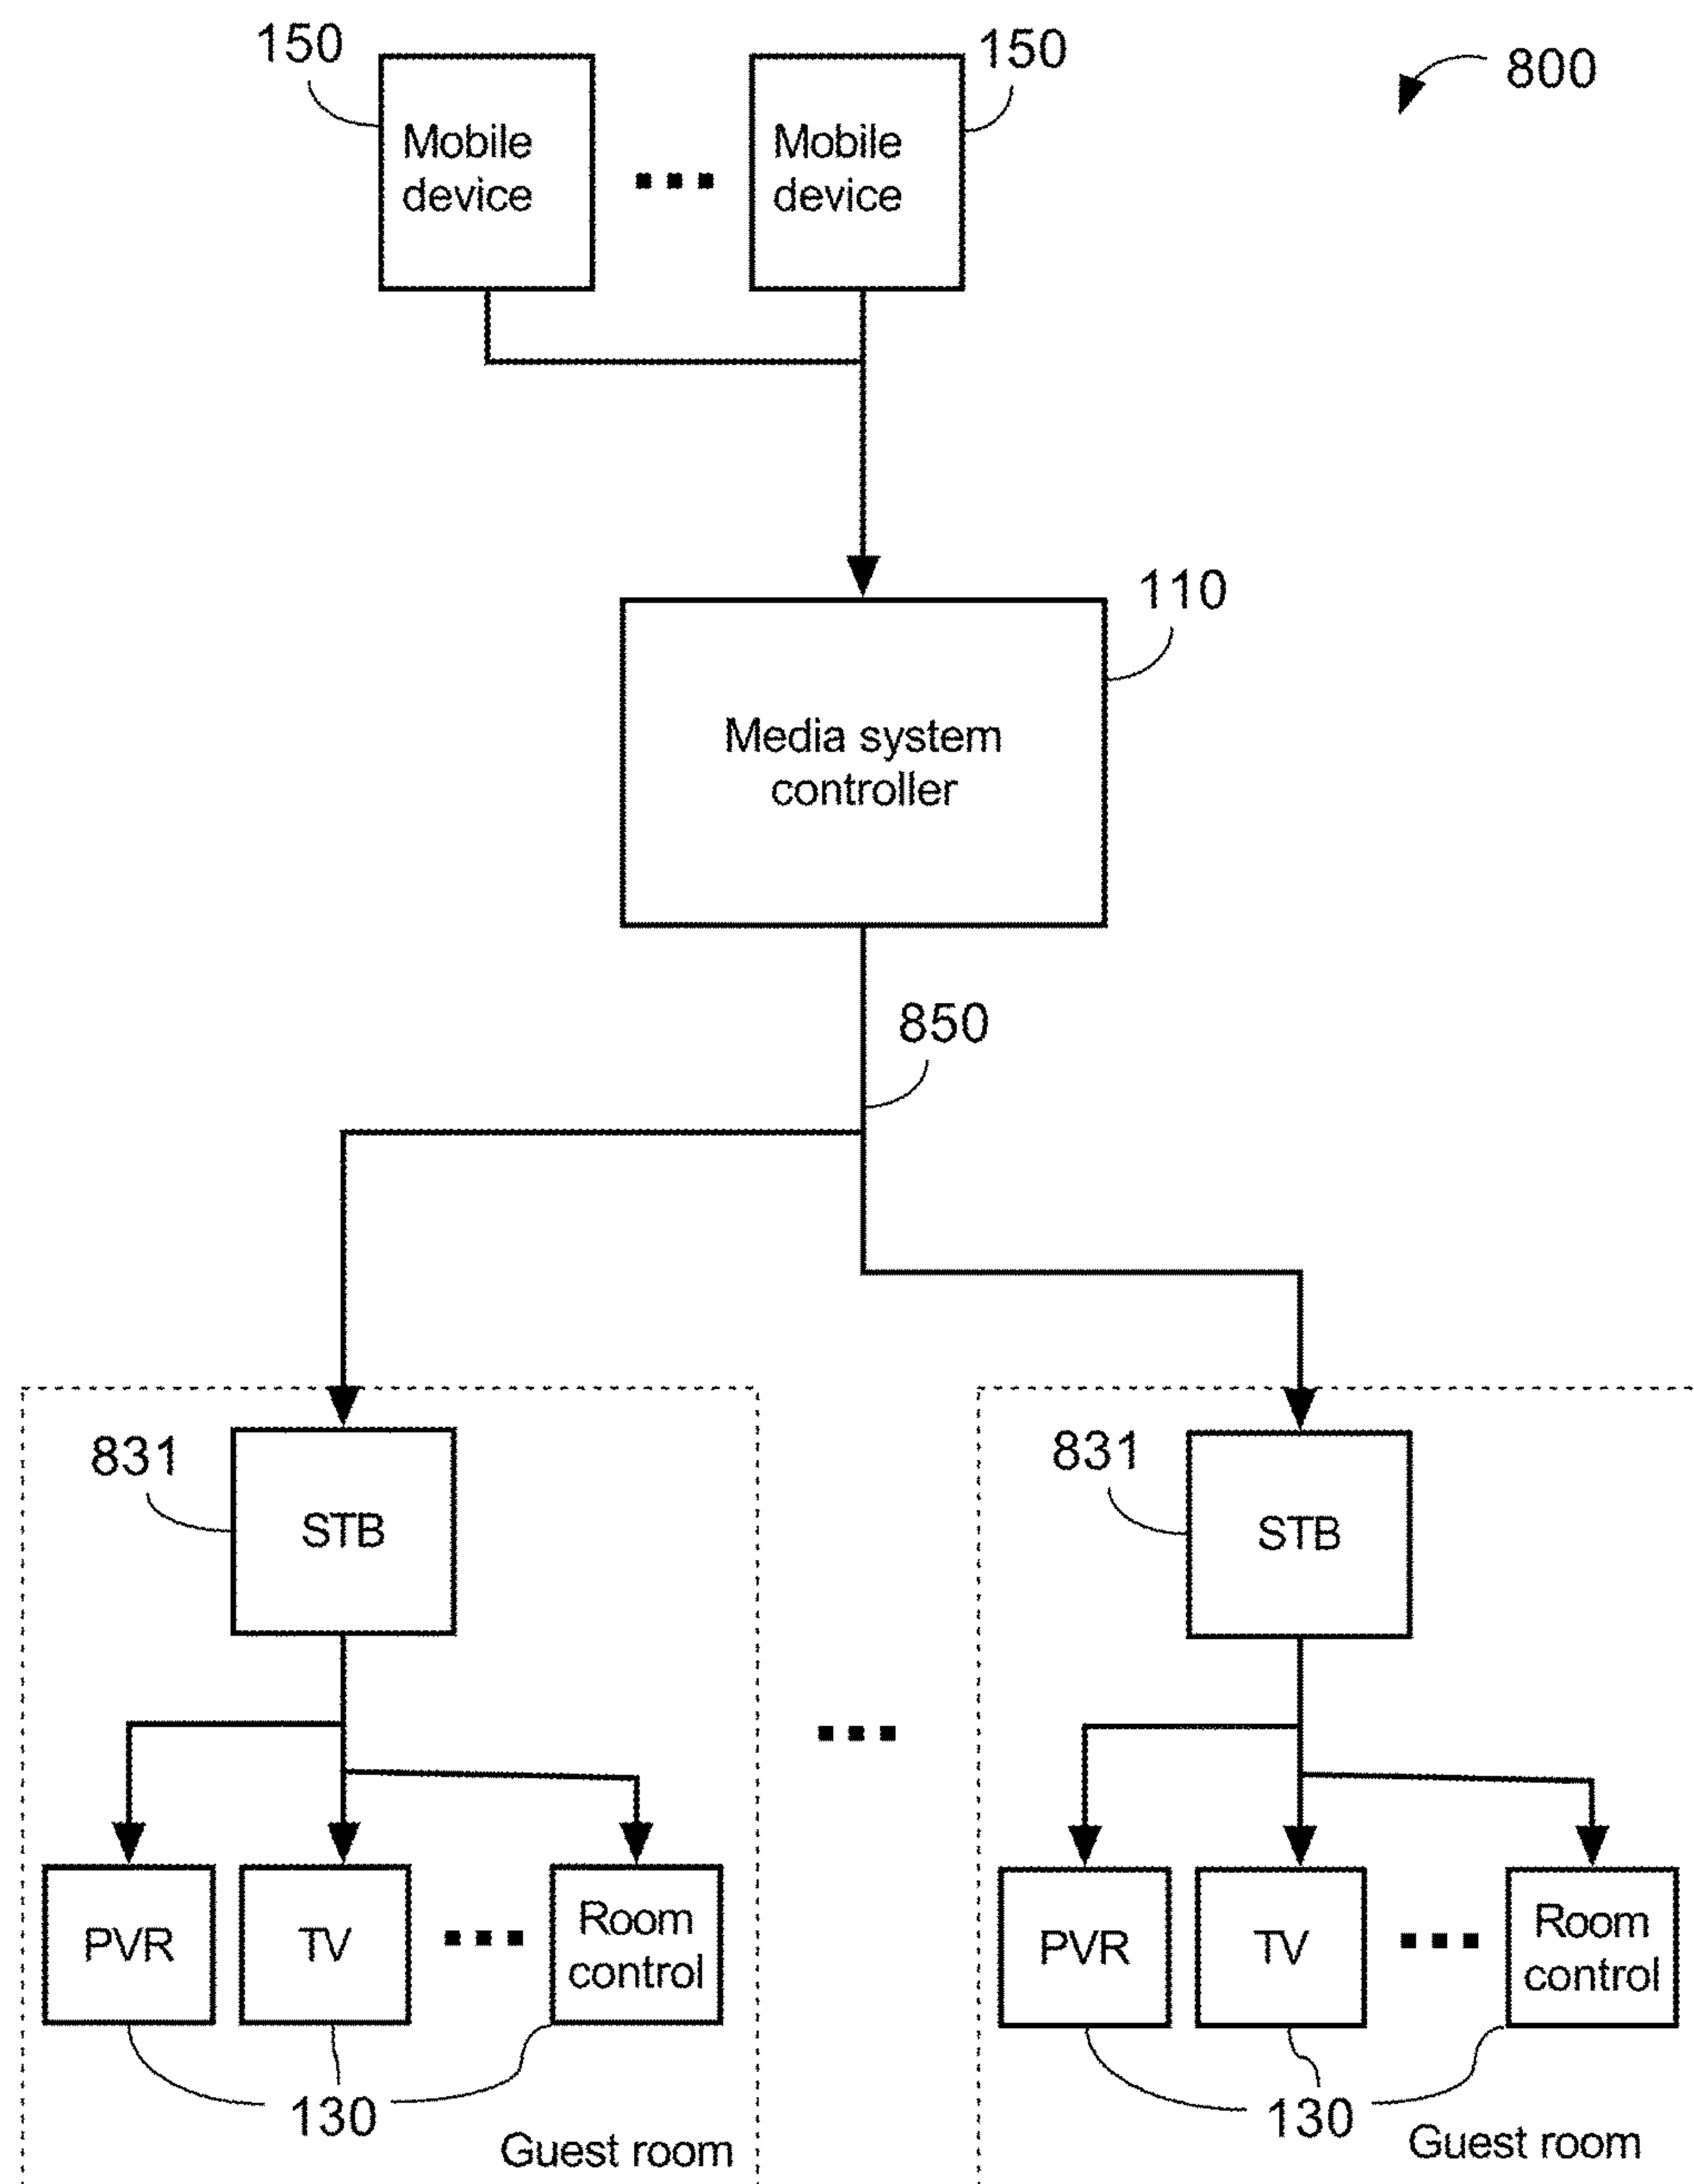 150
150
800
Mobile
device
Mobile
device
110
Media system
controller
850
831
STB
831
STB
PVR
TV
Room
control
PVR
TV
Room
control
130
Guest room
130
Guest room